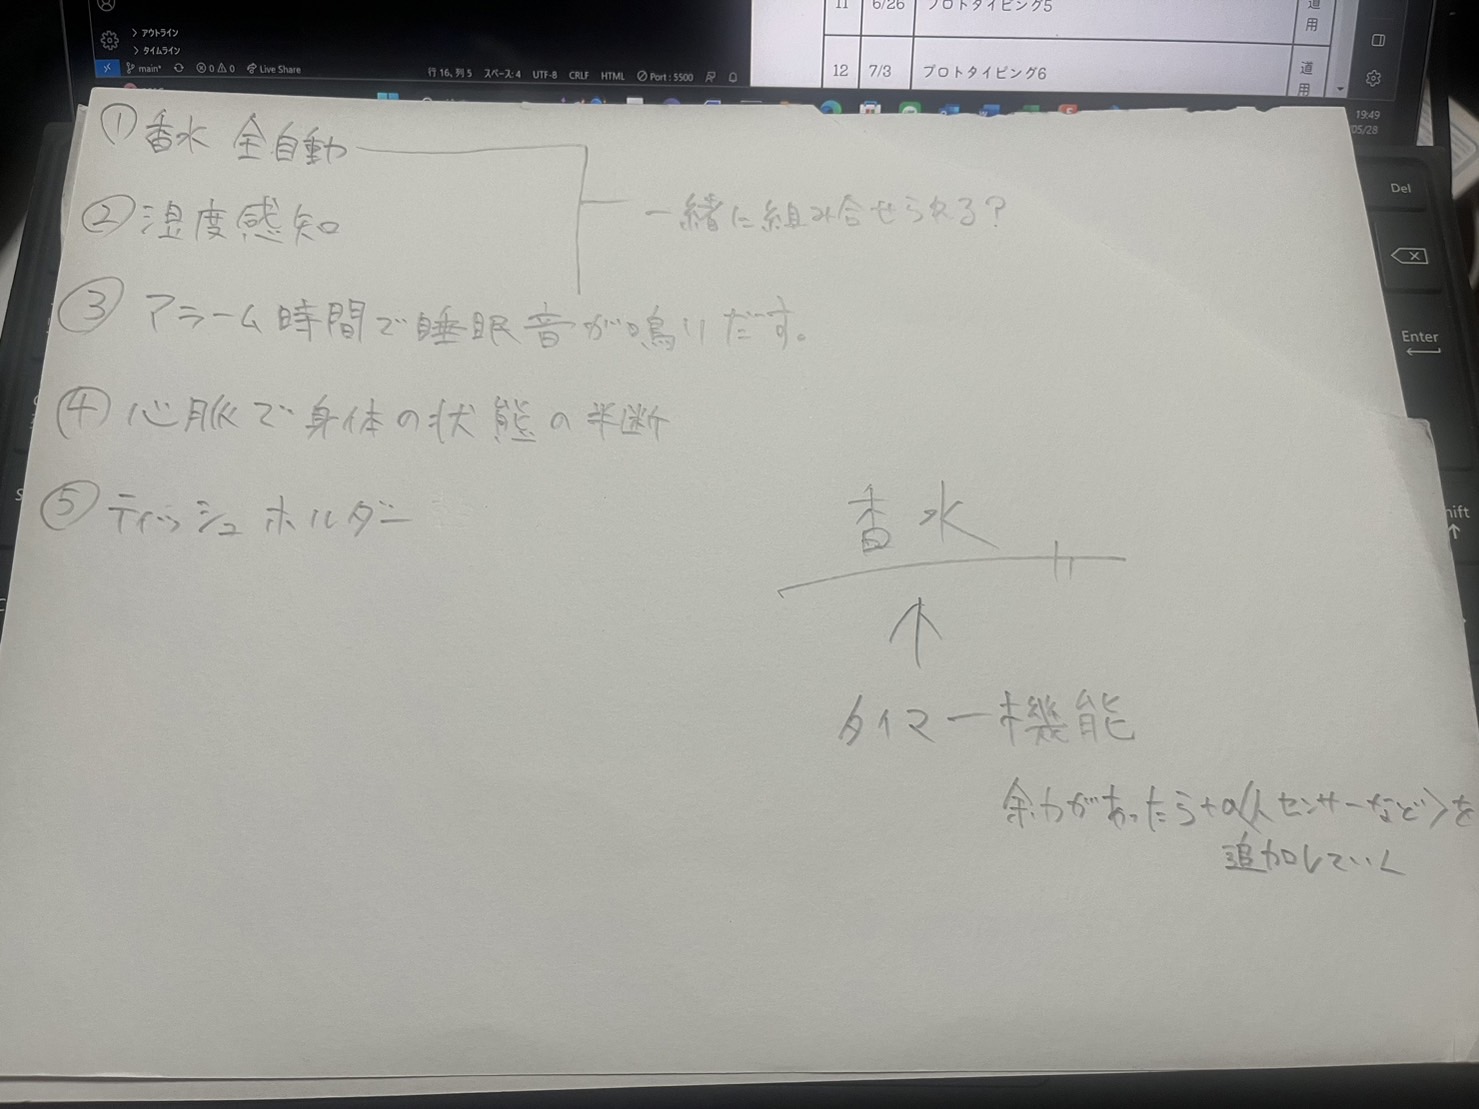 アウトライン
タイムライン
main*
0 0
Live Share
行 16, 列 5
スペース: 4
UTF-8
CRLF
HTML
Port : 5500
11 6/26 プロトタイピング5
用
12 7/3 プロトタイピング6 道
用
19:49
05/28
Del
Enter
① 香水 全自動
② 湿度感知
一緒に組み合せられる?
③ アラーム時間で睡眠音が鳴りだす。
④ 心脈で身体の状態の判断
⑤ ティッシュホルダー
香水
↑
タイマー機能
余力があったら+α(人センサーなど)を
追加していく